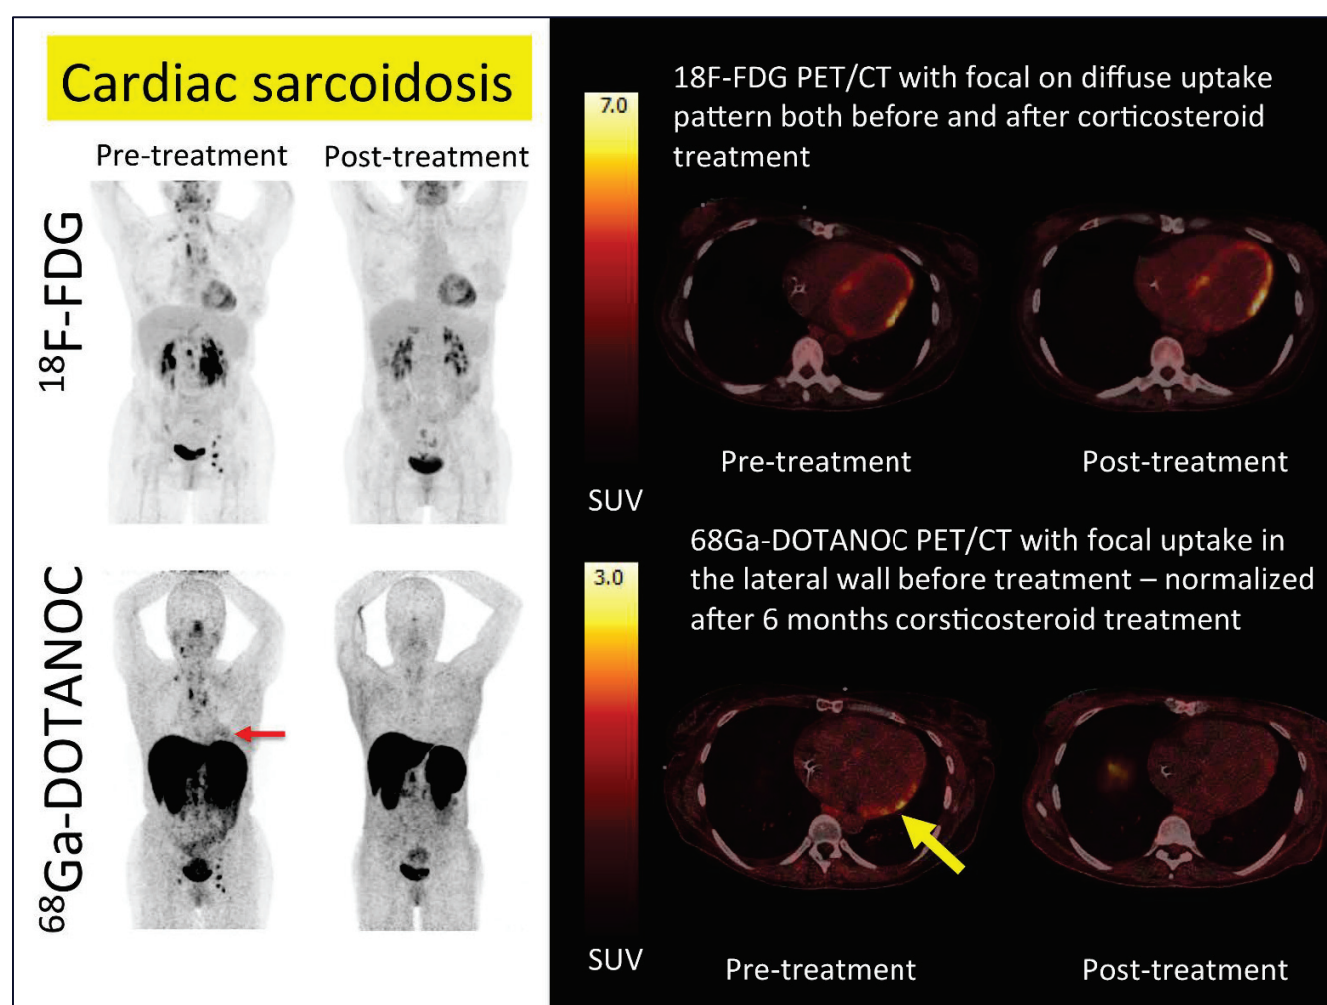 Cardiac sarcoidosis
Pre-treatment
Post-treatment
18F-FDG
68Ga-DOTANOC
18F-FDG PET/CT with focal on diffuse uptake
pattern both before and after corticosteroid
treatment
7.0
SUV
Pre-treatment
Post-treatment
68Ga-DOTANOC PET/CT with focal uptake in
the lateral wall before treatment – normalized
after 6 months corsticosteroid treatment
3.0
SUV
Pre-treatment
Post-treatment